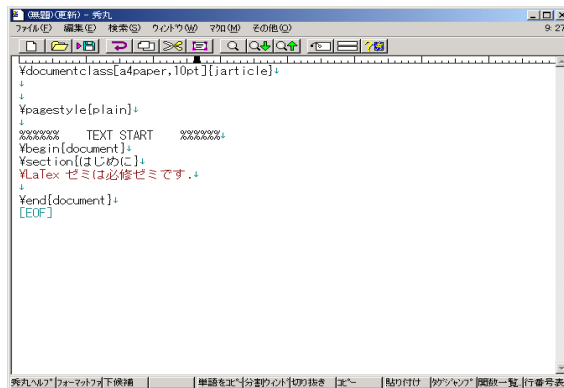 (無題)(更新) - 秀丸
ファイル(F) 編集(E) 検索(S) ウィンドウ(W) マクロ(M) その他(O) 9: 27
¥documentclass[a4paper,10pt]{jarticle}↓
↓
↓
¥pagestyle{plain}↓
↓
%%%%%% TEXT START %%%%%%↓
¥begin{document}↓
¥section{はじめに}↓
¥LaTex ゼミは必修ゼミです.↓
↓
¥end{document}↓
[EOF]
秀丸ヘルプ フォーマットファ 下候補 単語をコピー 分割ウィンド 切り抜き コピー 貼り付け タグジャンプ 関数一覧. 行番号表